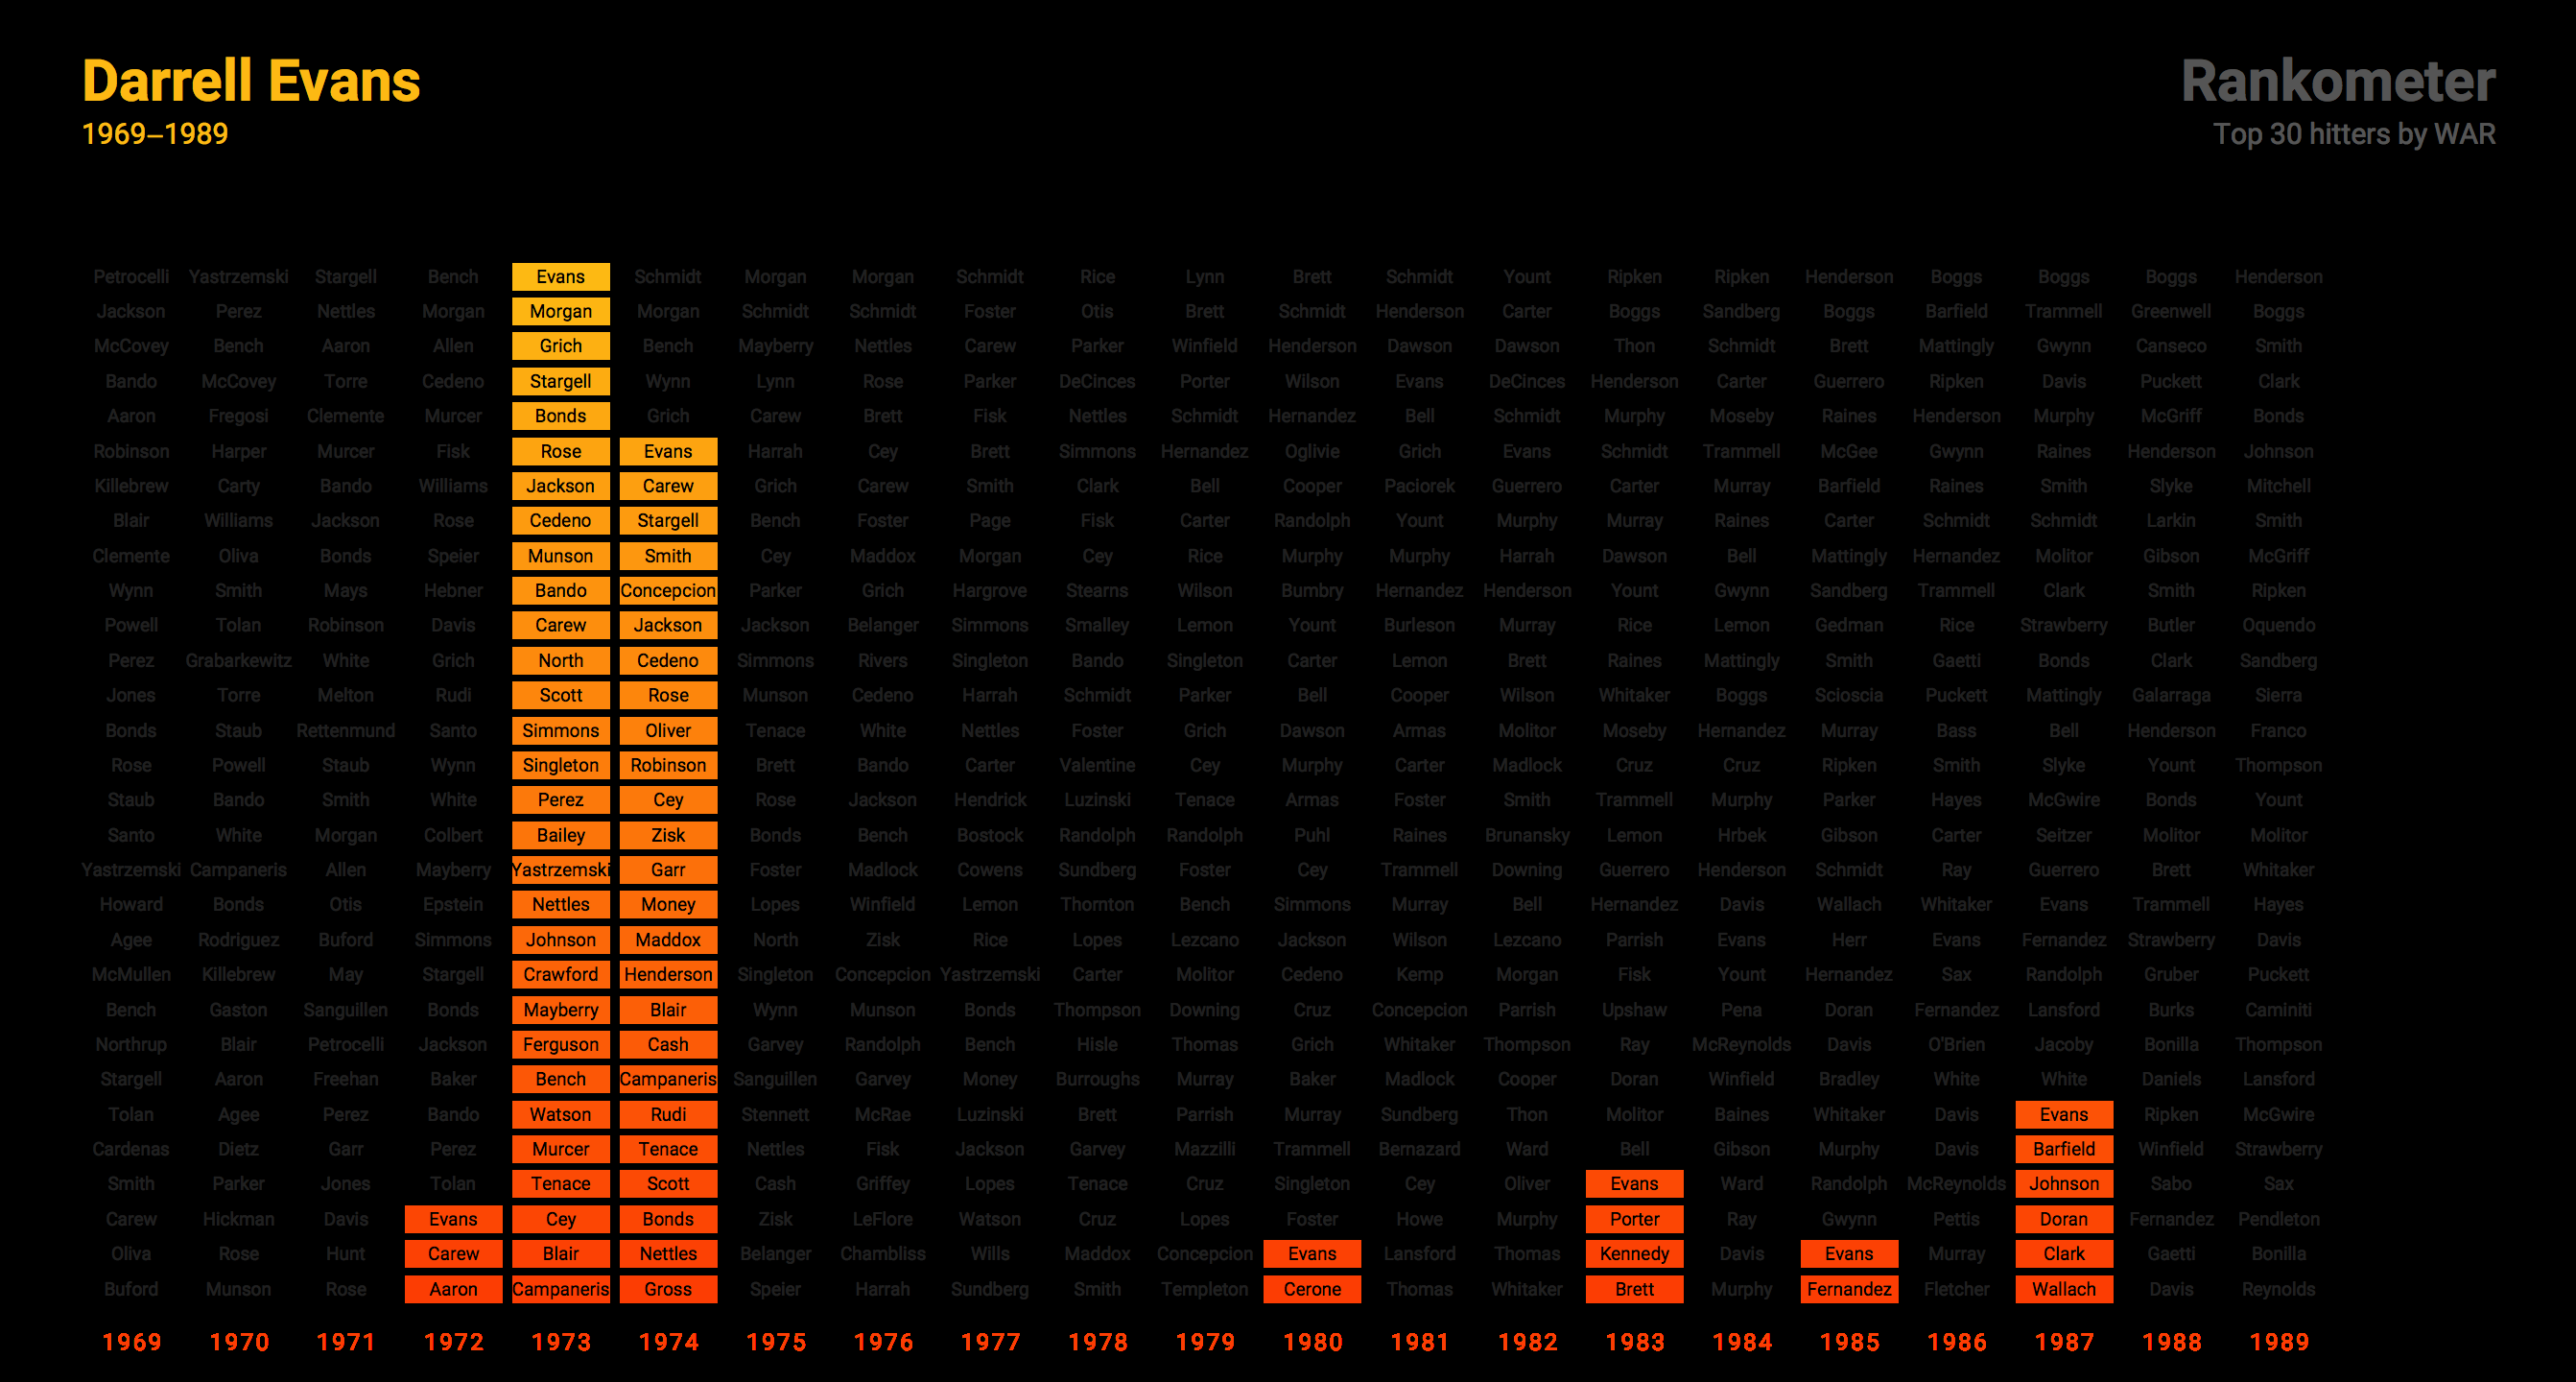 Darrell Evans
1969–1989
Rankometer
Top 30 hitters by WAR
Petrocelli Yastrzemski Stargell Bench Evans Schmidt Morgan Morgan Schmidt Rice Lynn Brett Schmidt Yount Ripken Ripken Henderson Boggs Boggs Boggs Henderson
Jackson Perez Nettles Morgan Morgan Morgan Schmidt Schmidt Foster Otis Brett Schmidt Henderson Carter Boggs Sandberg Boggs Barfield Trammell Greenwell Boggs
McCovey Bench Aaron Allen Grich Bench Mayberry Nettles Carew Parker Winfield Henderson Dawson Dawson Thon Schmidt Brett Mattingly Gwynn Canseco Smith
Bando McCovey Torre Cedeno Stargell Wynn Lynn Rose Parker DeCinces Porter Wilson Evans DeCinces Henderson Carter Guerrero Ripken Davis Puckett Clark
Aaron Fregosi Clemente Murcer Bonds Grich Carew Brett Fisk Nettles Schmidt Hernandez Bell Schmidt Murphy Moseby Raines Henderson Murphy McGriff Bonds
Robinson Harper Murcer Fisk Rose Evans Harrah Cey Brett Simmons Hernandez Oglivie Grich Evans Schmidt Trammell McGee Gwynn Raines Henderson Johnson
Killebrew Carty Bando Williams Jackson Carew Grich Carew Smith Clark Bell Cooper Paciorek Guerrero Carter Murray Barfield Raines Smith Slyke Mitchell
Blair Williams Jackson Rose Cedeno Stargell Bench Foster Page Fisk Carter Randolph Yount Murphy Murray Raines Carter Schmidt Schmidt Larkin Smith
Clemente Oliva Bonds Speier Munson Smith Cey Maddox Morgan Cey Rice Murphy Murphy Harrah Dawson Bell Mattingly Hernandez Molitor Gibson McGriff
Wynn Smith Mays Hebner Bando Concepcion Parker Grich Hargrove Stearns Wilson Bumbry Hernandez Henderson Yount Gwynn Sandberg Trammell Clark Smith Ripken
Powell Tolan Robinson Davis Carew Jackson Jackson Belanger Simmons Smalley Lemon Yount Burleson Murray Rice Lemon Gedman Rice Strawberry Butler Oquendo
Perez Grabarkewitz White Grich North Cedeno Simmons Rivers Singleton Bando Singleton Carter Lemon Brett Raines Mattingly Smith Gaetti Bonds Clark Sandberg
Jones Torre Melton Rudi Scott Rose Munson Cedeno Harrah Schmidt Parker Bell Cooper Wilson Whitaker Boggs Scioscia Puckett Mattingly Galarraga Sierra
Bonds Staub Rettenmund Santo Simmons Oliver Tenace White Nettles Foster Grich Dawson Armas Molitor Moseby Hernandez Murray Bass Bell Henderson Franco
Rose Powell Staub Wynn Singleton Robinson Brett Bando Carter Valentine Cey Murphy Carter Madlock Cruz Cruz Ripken Smith Slyke Yount Thompson
Staub Bando Smith White Perez Cey Rose Jackson Hendrick Luzinski Tenace Armas Foster Smith Trammell Murphy Parker Hayes McGwire Bonds Yount
Santo White Morgan Colbert Bailey Zisk Bonds Bench Bostock Randolph Randolph Puhl Raines Brunansky Lemon Hrbek Gibson Carter Seitzer Molitor Molitor
Yastrzemski Campaneris Allen Mayberry Yastrzemski Garr Foster Madlock Cowens Sundberg Foster Cey Trammell Downing Guerrero Henderson Schmidt Ray Guerrero Brett Whitaker
Howard Bonds Otis Epstein Nettles Money Lopes Winfield Lemon Thornton Bench Simmons Murray Bell Hernandez Davis Wallach Whitaker Evans Trammell Hayes
Agee Rodriguez Buford Simmons Johnson Maddox North Zisk Rice Lopes Lezcano Jackson Wilson Lezcano Parrish Evans Herr Evans Fernandez Strawberry Davis
McMullen Killebrew May Stargell Crawford Henderson Singleton Concepcion Yastrzemski Carter Molitor Cedeno Kemp Morgan Fisk Yount Hernandez Sax Randolph Gruber Puckett
Bench Gaston Sanguillen Bonds Mayberry Blair Wynn Munson Bonds Thompson Downing Cruz Concepcion Parrish Upshaw Pena Doran Fernandez Lansford Burks Caminiti
Northrup Blair Petrocelli Jackson Ferguson Cash Garvey Randolph Bench Hisle Thomas Grich Whitaker Thompson Ray McReynolds Davis O'Brien Jacoby Bonilla Thompson
Stargell Aaron Freehan Baker Bench Campaneris Sanguillen Garvey Money Burroughs Murray Baker Madlock Cooper Doran Winfield Bradley White White Daniels Lansford
Tolan Agee Perez Bando Watson Rudi Stennett McRae Luzinski Brett Parrish Murray Sundberg Thon Molitor Baines Whitaker Davis Evans Ripken McGwire
Cardenas Dietz Garr Perez Murcer Tenace Nettles Fisk Jackson Garvey Mazzilli Trammell Bernazard Ward Bell Gibson Murphy Davis Barfield Winfield Strawberry
Smith Parker Jones Tolan Tenace Scott Cash Griffey Lopes Tenace Cruz Singleton Cey Oliver Evans Ward Randolph McReynolds Johnson Sabo Sax
Carew Hickman Davis Evans Cey Bonds Zisk LeFlore Watson Cruz Lopes Foster Howe Murphy Porter Ray Gwynn Pettis Doran Fernandez Pendleton
Oliva Rose Hunt Carew Blair Nettles Belanger Chambliss Wills Maddox Concepcion Evans Lansford Thomas Kennedy Davis Evans Murray Clark Gaetti Bonilla
Buford Munson Rose Aaron Campaneris Gross Speier Harrah Sundberg Smith Templeton Cerone Thomas Whitaker Brett Murphy Fernandez Fletcher Wallach Davis Reynolds
1969 1970 1971 1972 1973 1974 1975 1976 1977 1978 1979 1980 1981 1982 1983 1984 1985 1986 1987 1988 1989